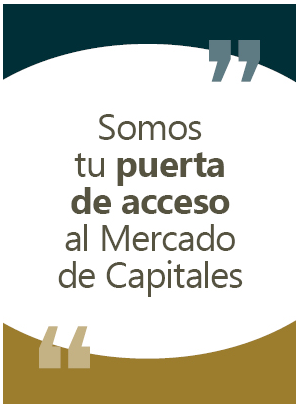 ”
Somos
tu puerta
de acceso
al Mercado
de Capitales
“